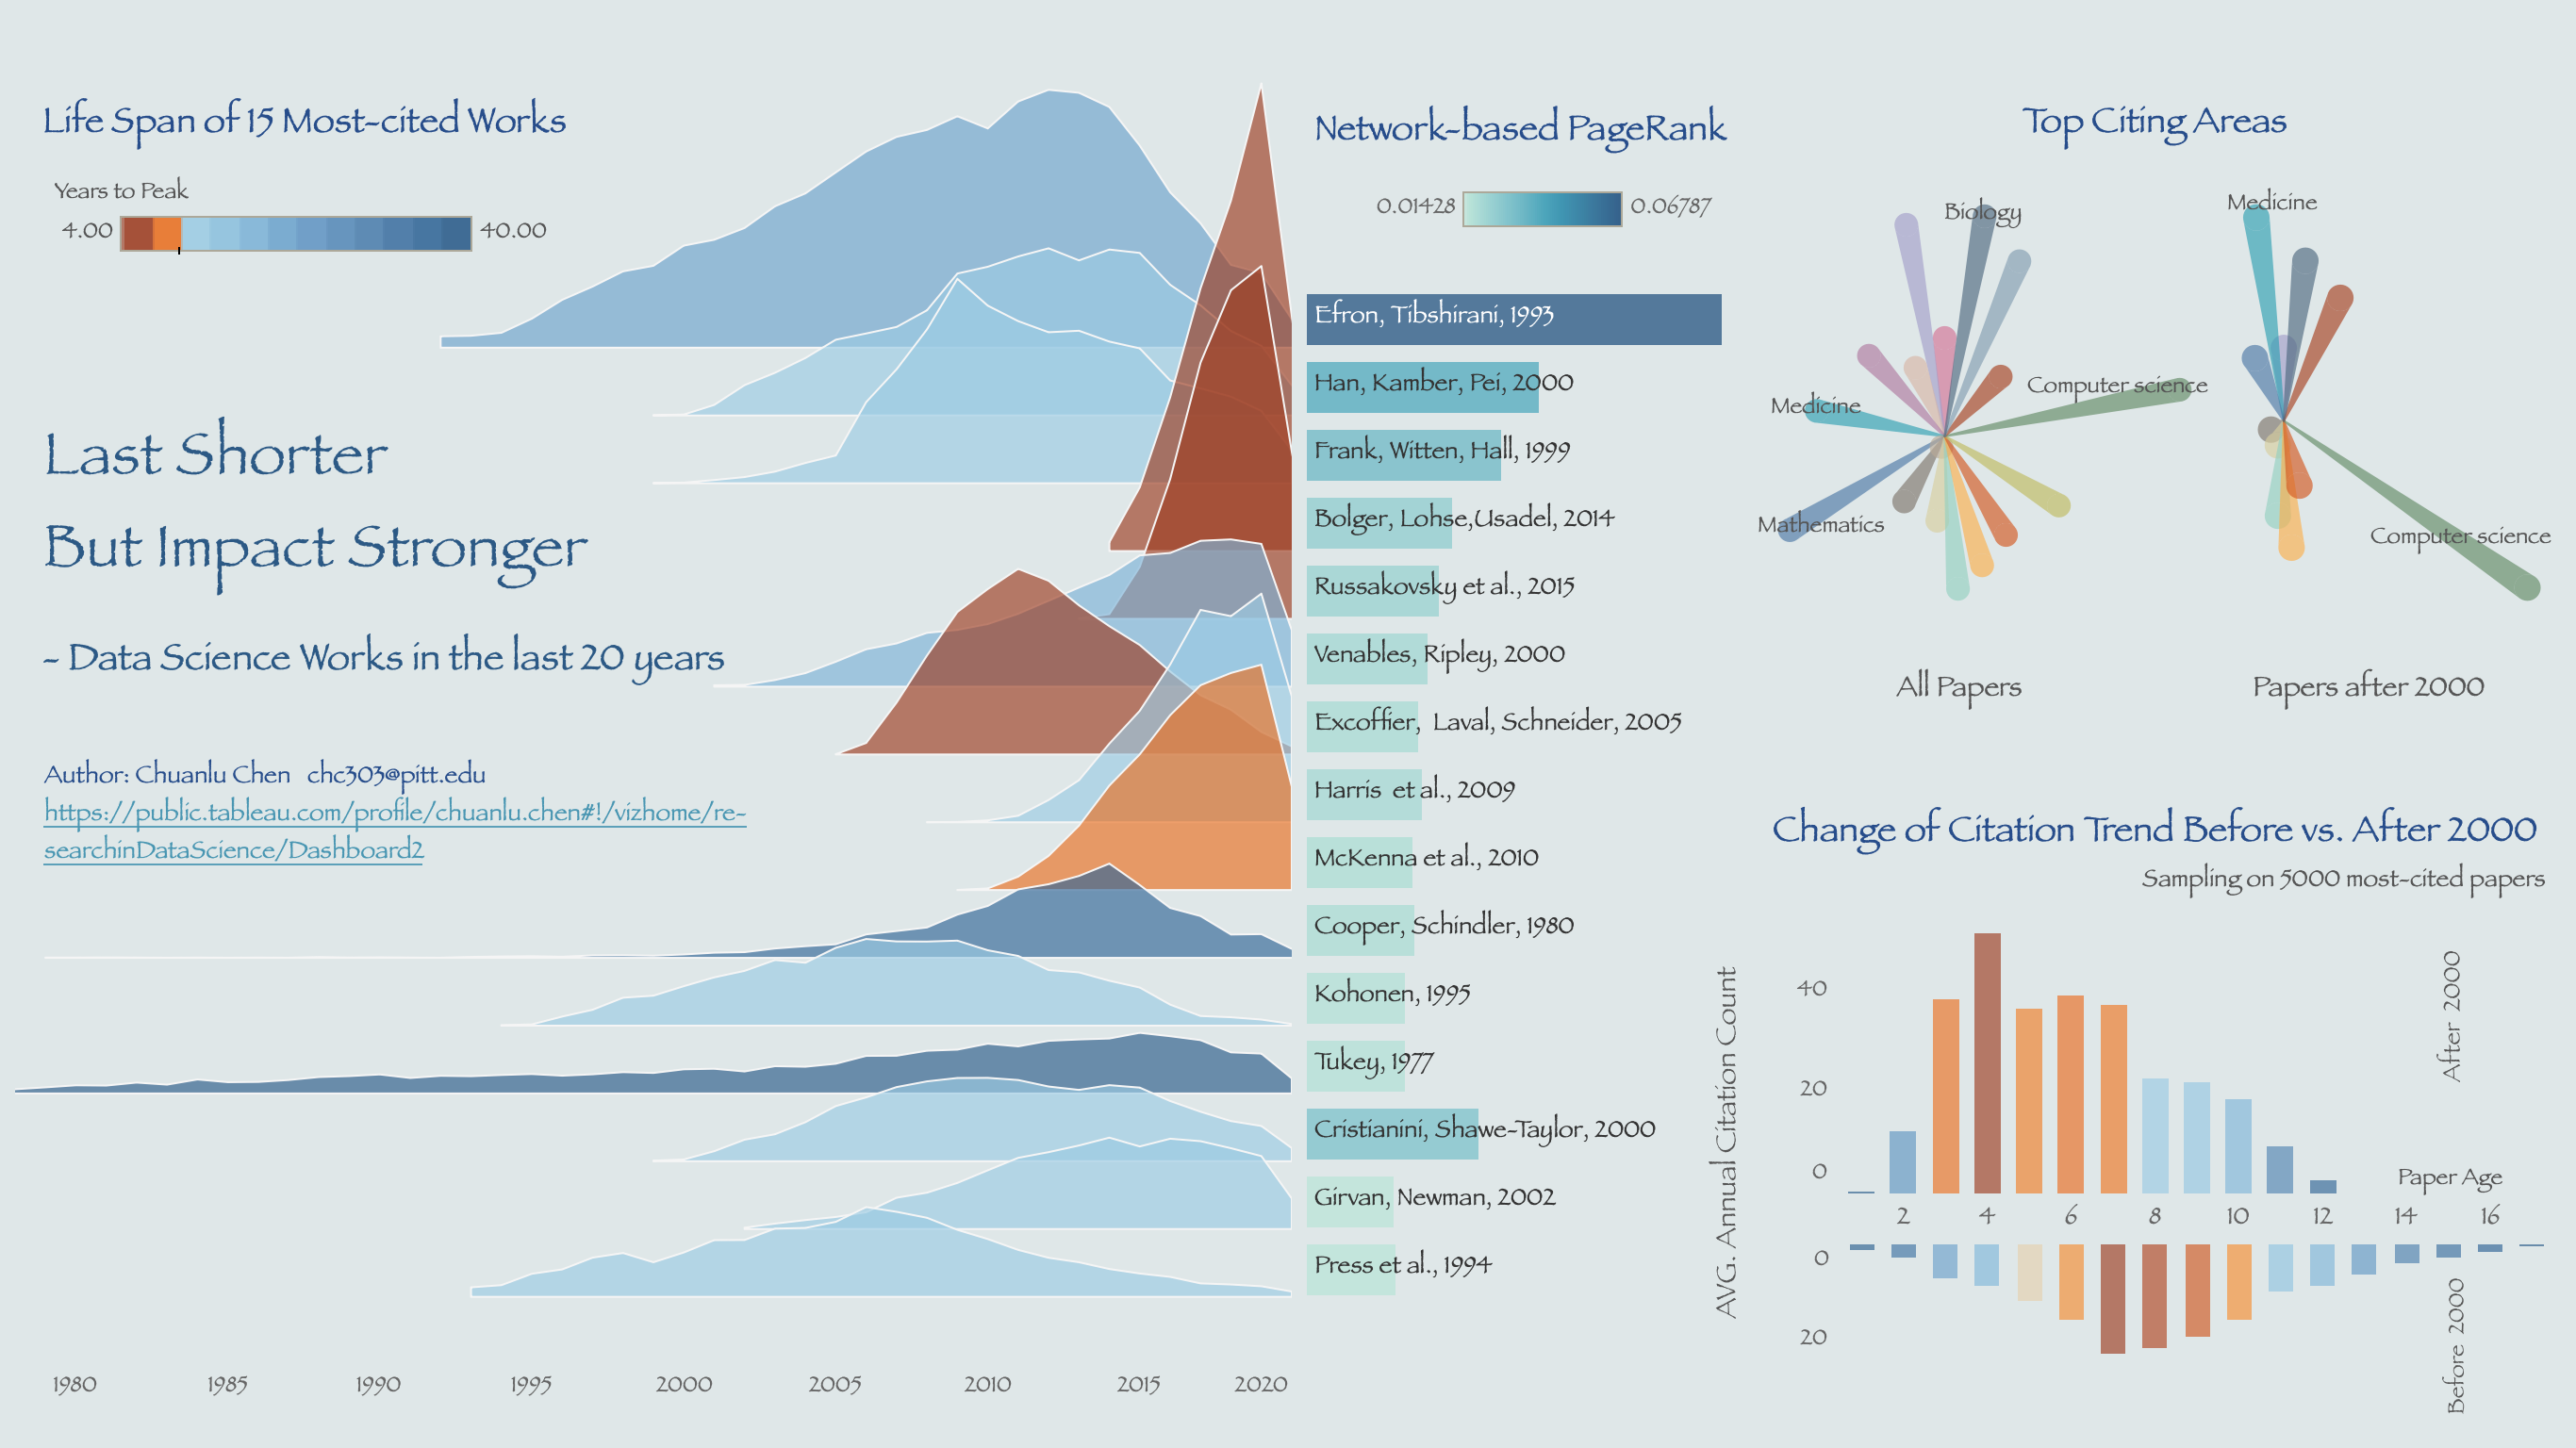 Life Span of 15 Most-cited Works
Years to Peak
4.00
40.00
Last Shorter
But Impact Stronger
- Data Science Works in the last 20 years
Author: Chuanlu Chen chc303@pitt.edu
https://public.tableau.com/profile/chuanlu.chen#!/vizhome/re-
searchinDataScience/Dashboard2
1980 1985 1990 1995 2000 2005 2010 2015 2020
Network-based PageRank
0.01428
0.06787
Efron, Tibshirani, 1993
Han, Kamber, Pei, 2000
Frank, Witten, Hall, 1999
Bolger, Lohse,Usadel, 2014
Russakovsky et al., 2015
Venables, Ripley, 2000
Excoffier, Laval, Schneider, 2005
Harris et al., 2009
McKenna et al., 2010
Cooper, Schindler, 1980
Kohonen, 1995
Tukey, 1977
Cristianini, Shawe-Taylor, 2000
Girvan, Newman, 2002
Press et al., 1994
Top Citing Areas
Biology
Computer science
Medicine
Mathematics
All Papers
Medicine
Computer science
Papers after 2000
Change of Citation Trend Before vs. After 2000
Sampling on 5000 most-cited papers
AVG. Annual Citation Count
40
20
0
After 2000
Paper Age
2 4 6 8 10 12 14 16
0
20
Before 2000